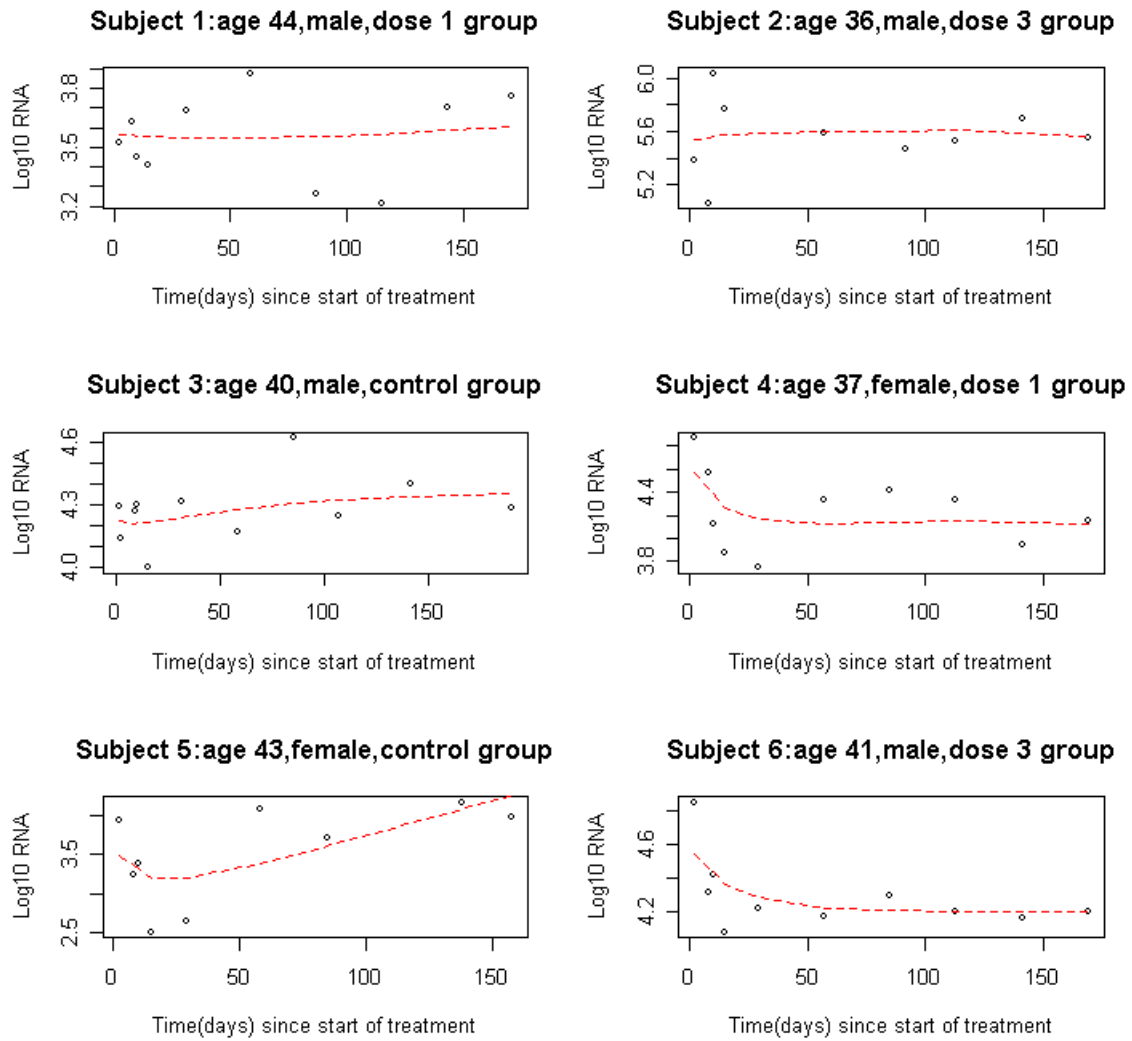 Subject 1:age 44,male,dose 1 group
Log10 RNA
3.2 3.5 3.8
0 50 100 150
Time(days) since start of treatment
Subject 2:age 36,male,dose 3 group
Log10 RNA
5.2 5.6 6.0
0 50 100 150
Time(days) since start of treatment
Subject 3:age 40,male,control group
Log10 RNA
4.0 4.3 4.6
0 50 100 150
Time(days) since start of treatment
Subject 4:age 37,female,dose 1 group
Log10 RNA
3.8 4.4
0 50 100 150
Time(days) since start of treatment
Subject 5:age 43,female,control group
Log10 RNA
2.5 3.5
0 50 100 150
Time(days) since start of treatment
Subject 6:age 41,male,dose 3 group
Log10 RNA
4.2 4.6
0 50 100 150
Time(days) since start of treatment